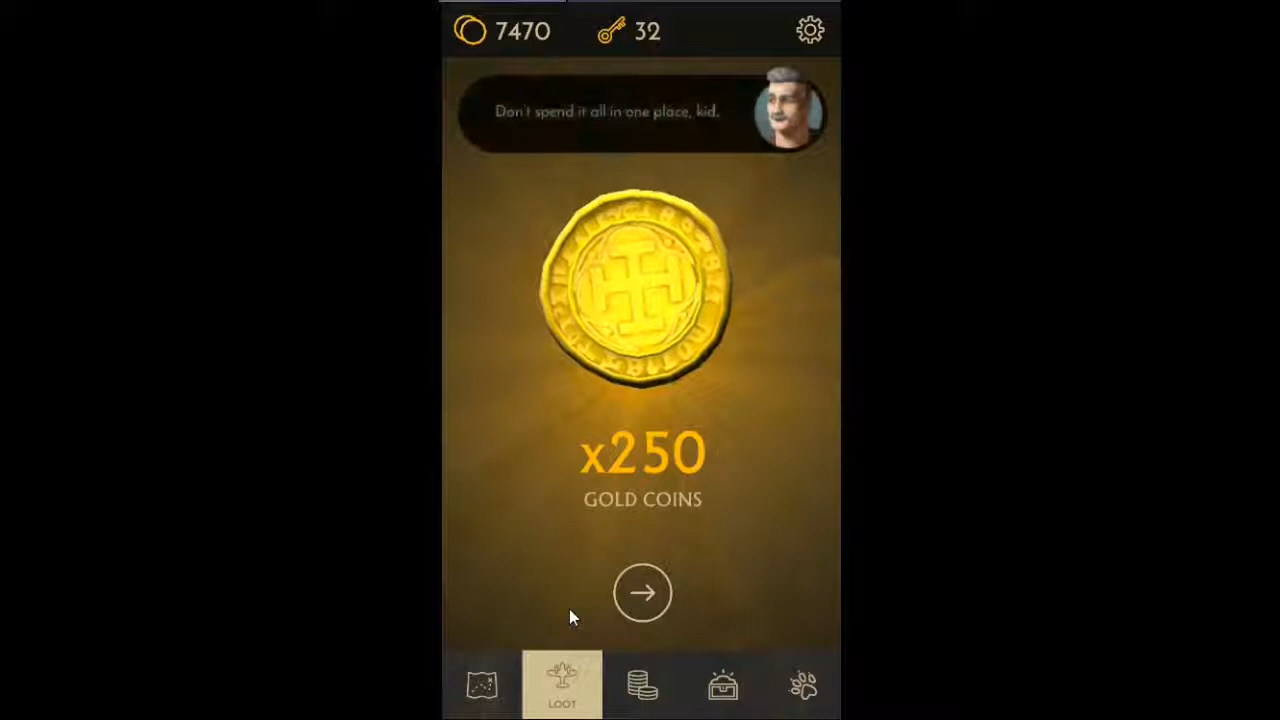 7470 32
Don't spend it all in one place, kid.
x250
GOLD COINS
LOOT